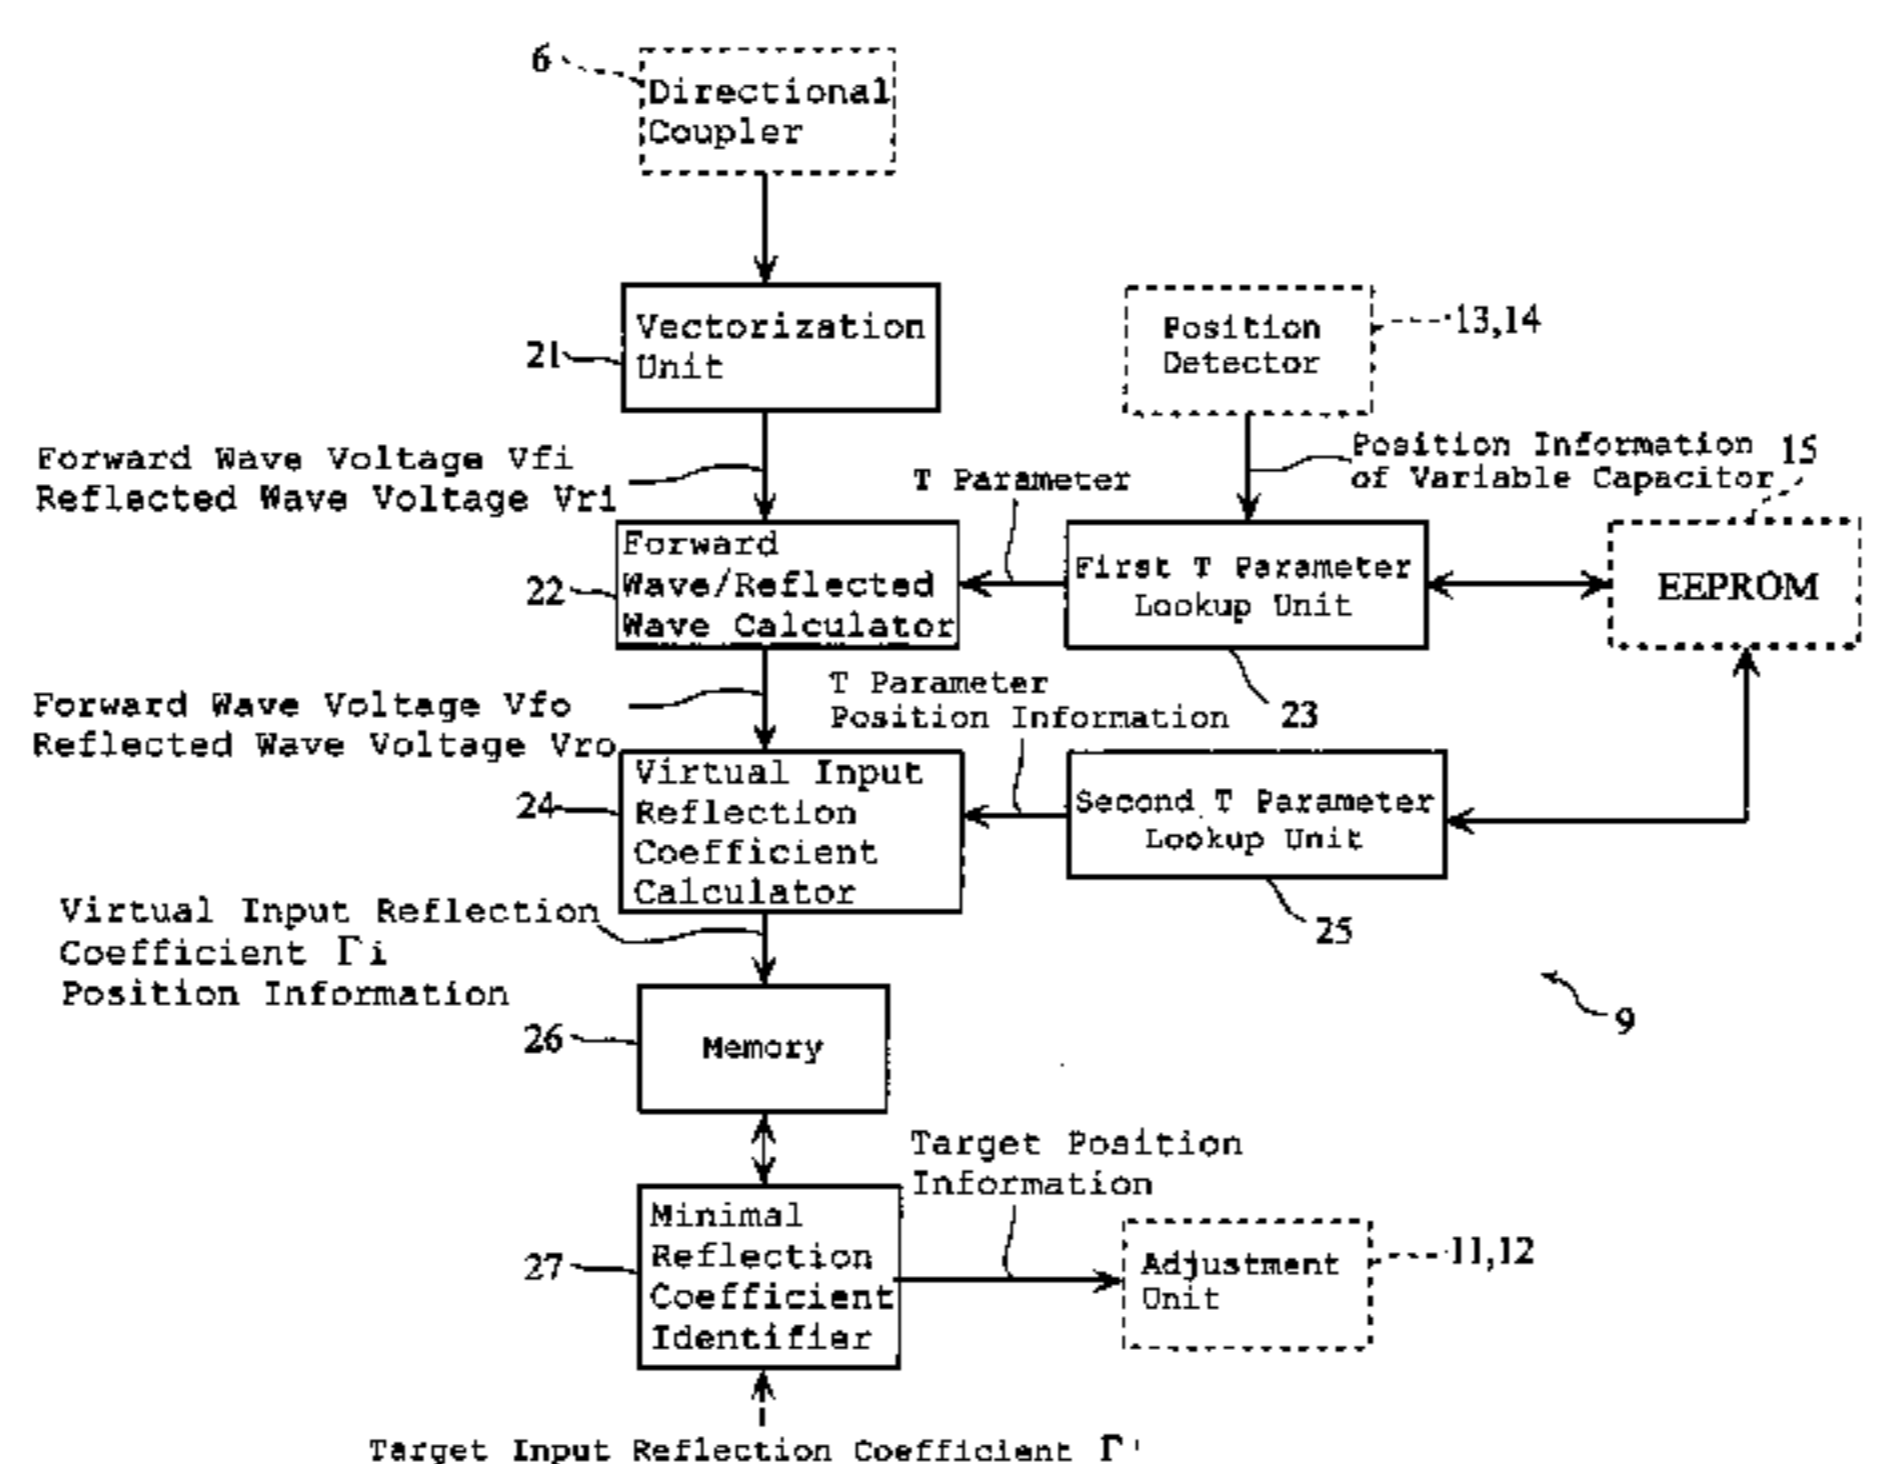 6
Directional
Coupler
21
Vectorization
Unit
Position
Detector
13,14
Forward Wave Voltage Vfi
Reflected Wave Voltage Vri
T Parameter
Position Information
of Variable Capacitor
15
22
Forward
Wave/Reflected
Wave Calculator
First T Parameter
Lookup Unit
EEPROM
23
Forward Wave Voltage Vfo
Reflected Wave Voltage Vro
T Parameter
Position Information
24
Virtual Input
Reflection
Coefficient
Calculator
Second T Parameter
Lookup Unit
25
Virtual Input Reflection
Coefficient Γi
Position Information
9
26
Memory
Target Position
Information
27
Minimal
Reflection
Coefficient
Identifier
Adjustment
Unit
11,12
Target Input Reflection Coefficient Γ'